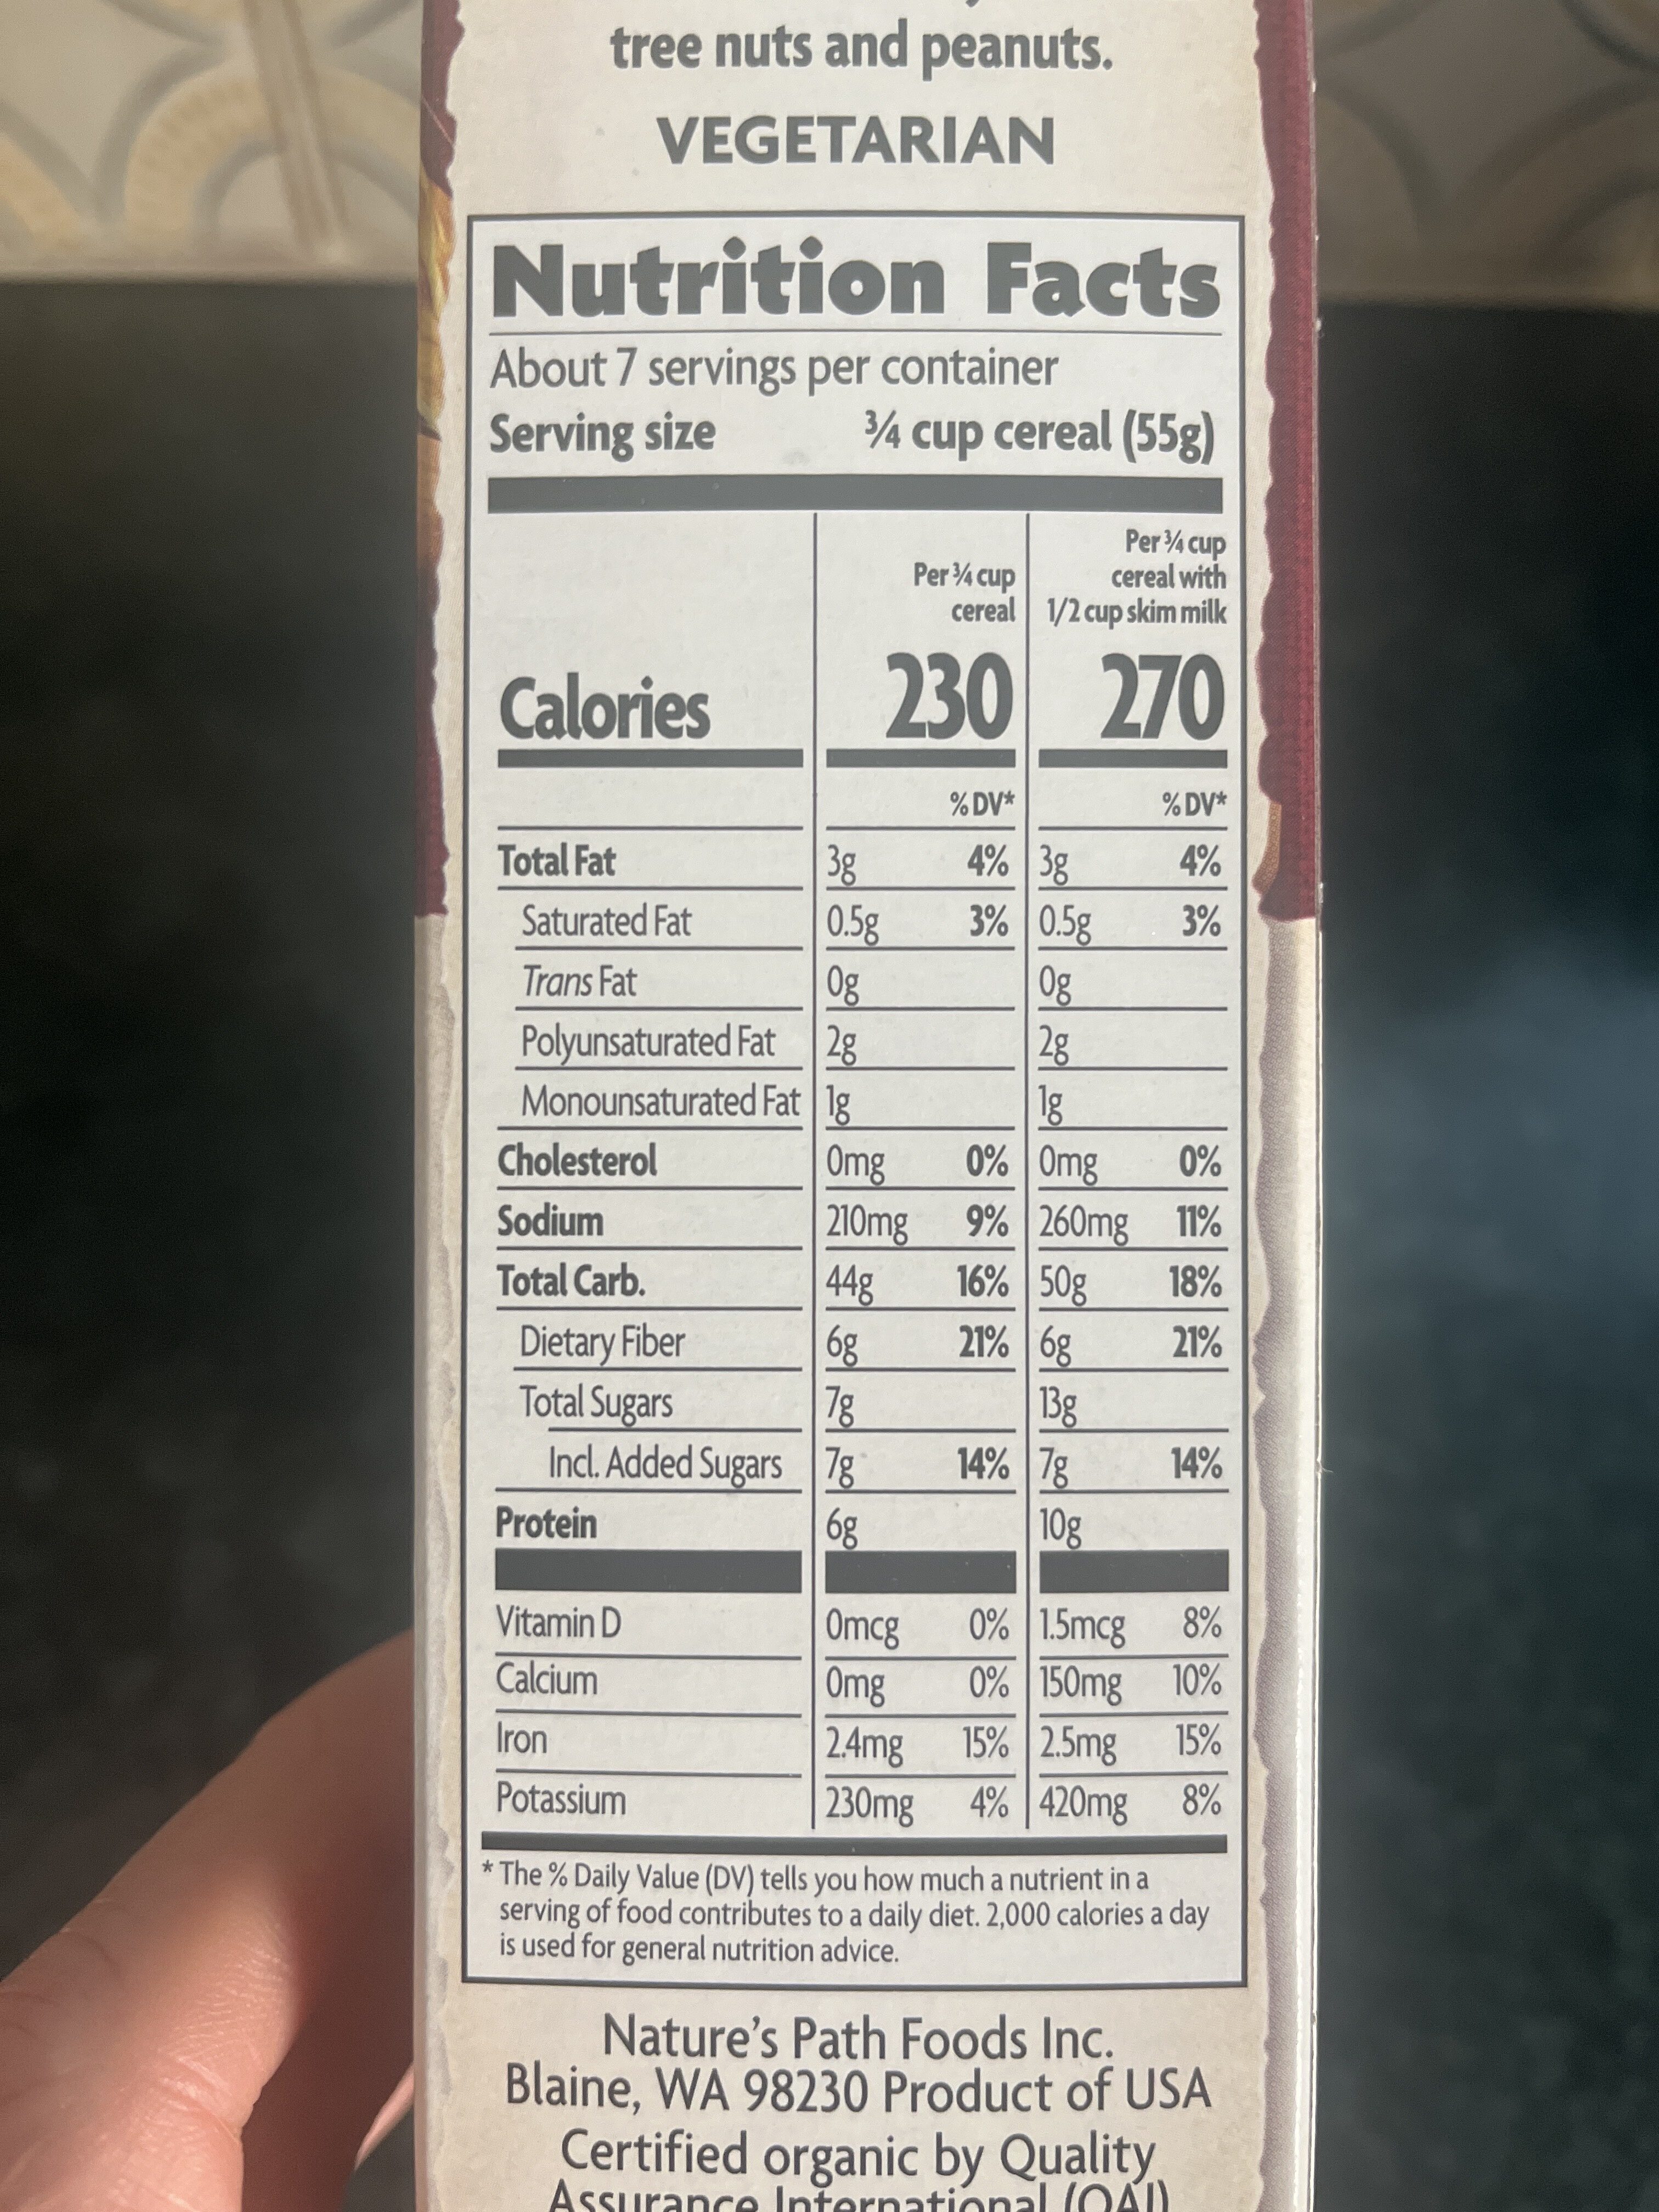 tree nuts and peanuts.
VEGETARIAN
Nutrition Facts
About 7 servings per container
Serving size ¾ cup cereal (55g)
Per ¾ cup
cereal
Per ¾ cup
cereal with
1/2 cup skim milk
Calories 230 270
% DV* % DV*
Total Fat 3g 4% 3g 4%
Saturated Fat 0.5g 3% 0.5g 3%
Trans Fat 0g 0g
Polyunsaturated Fat 2g 2g
Monounsaturated Fat 1g 1g
Cholesterol 0mg 0% 0mg 0%
Sodium 210mg 9% 260mg 11%
Total Carb. 44g 16% 50g 18%
Dietary Fiber 6g 21% 6g 21%
Total Sugars 7g 13g
Incl. Added Sugars 7g 14% 7g 14%
Protein 6g 10g
Vitamin D 0mcg 0% 1.5mcg 8%
Calcium 0mg 0% 150mg 10%
Iron 2.4mg 15% 2.5mg 15%
Potassium 230mg 4% 420mg 8%
* The % Daily Value (DV) tells you how much a nutrient in a
serving of food contributes to a daily diet. 2,000 calories a day
is used for general nutrition advice.
Nature's Path Foods Inc.
Blaine, WA 98230 Product of USA
Certified organic by Quality
Assurance International (QAI)